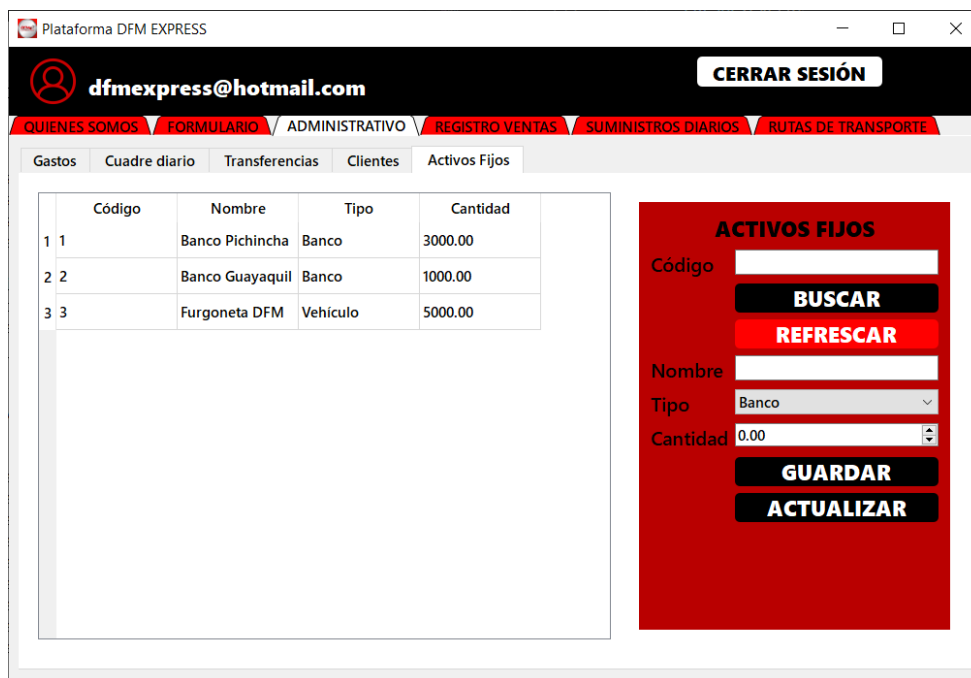 Plataforma DFM EXPRESS
dfmexpress@hotmail.com
CERRAR SESIÓN
QUIENES SOMOS FORMULARIO ADMINISTRATIVO REGISTRO VENTAS SUMINISTROS DIARIOS RUTAS DE TRANSPORTE
Gastos Cuadre diario Transferencias Clientes Activos Fijos
Código Nombre Tipo Cantidad
1 1 Banco Pichincha Banco 3000.00
2 2 Banco Guayaquil Banco 1000.00
3 3 Furgoneta DFM Vehículo 5000.00
ACTIVOS FIJOS
Código
BUSCAR
REFRESCAR
Nombre
Tipo Banco
Cantidad 0.00
GUARDAR
ACTUALIZAR